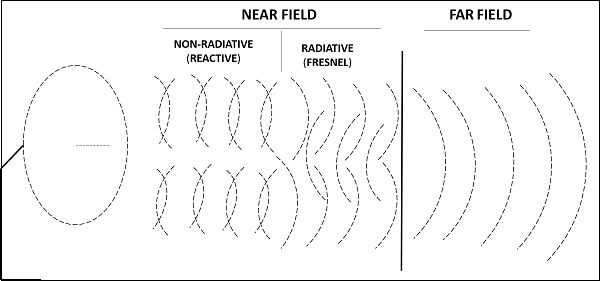 NEAR FIELD
FAR FIELD
NON-RADIATIVE
(REACTIVE)
RADIATIVE
(FRESNEL)